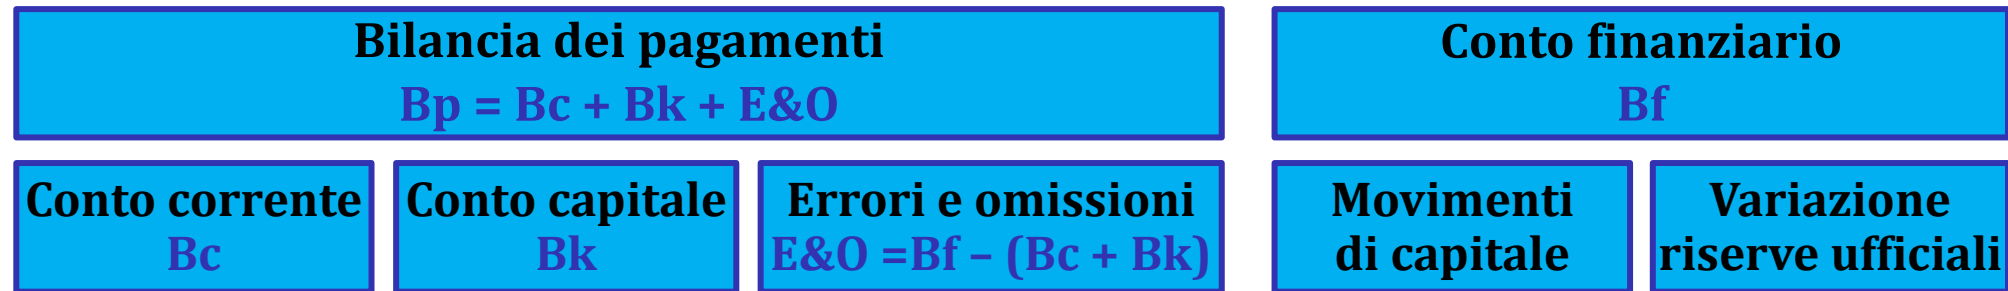 Bilancia dei pagamenti
Bp = Bc + Bk + E&O
Conto finanziario
Bf
Conto corrente
Bc
Conto capitale
Bk
Errori e omissioni
E&O =Bf – (Bc + Bk)
Movimenti
di capitale
Variazione
riserve ufficiali